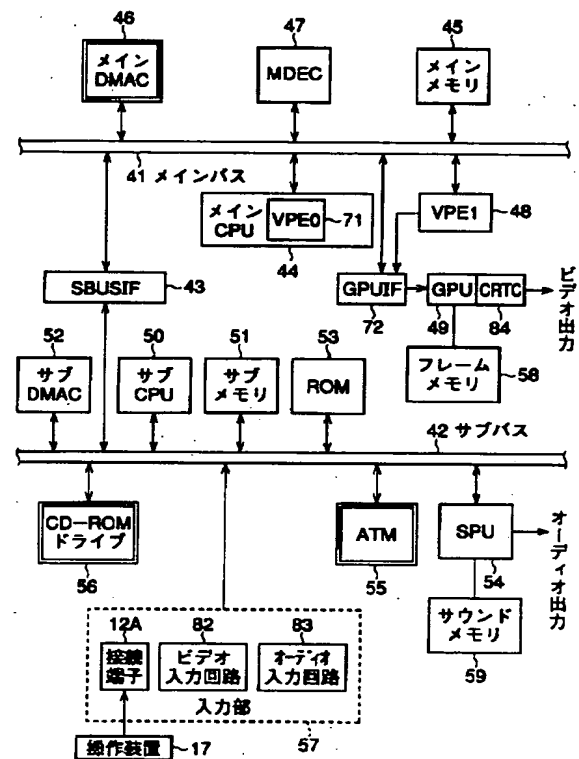 46
メイン
DMAC
47
MDEC
45
メイン
メモリ
41 メインバス
メイン
CPU
VPE0
71
44
VPE1
48
SBUSIF
43
GPUIF
72
GPU
49
CRTC
84
ビデオ出力
フレーム
メモリ
58
52
サブ
DMAC
50
サブ
CPU
51
サブ
メモリ
53
ROM
42 サブバス
CD-ROM
ドライブ
56
ATM
55
SPU
54
オーディオ出力
サウンド
メモリ
59
12A
接続
端子
82
ビデオ
入力回路
83
オーディオ
入力回路
入力部
57
操作装置
17